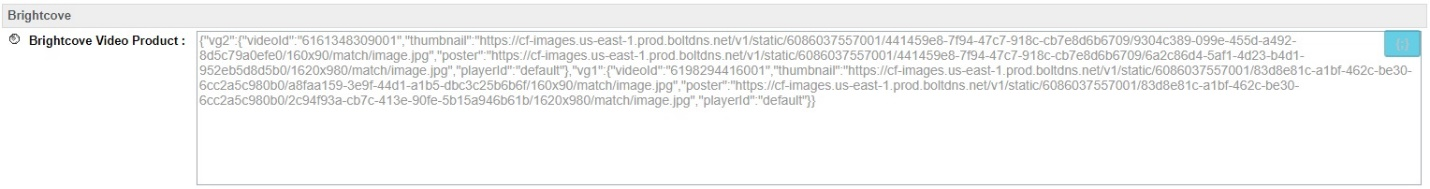 Brightcove
Brightcove Video Product :
{"vg2":{"videoId":"6161348309001","thumbnail":"https://cf-images.us-east-1.prod.boltdns.net/v1/static/6086037557001/441459e8-7f94-47c7-918c-cb7e8d6b6709/9304c389-099e-455d-a492-
8d5c79a0efe0/160x90/match/image.jpg","poster":"https://cf-images.us-east-1.prod.boltdns.net/v1/static/6086037557001/441459e8-7f94-47c7-918c-cb7e8d6b6709/6a2c86d4-5af1-4d23-b4d1-
952eb5d8d5b0/1620x980/match/image.jpg","playerId":"default"},"vg1":{"videoId":"6198294416001","thumbnail":"https://cf-images.us-east-1.prod.boltdns.net/v1/static/6086037557001/83d8e81c-a1bf-462c-be30-
6cc2a5c980b0/a8faa159-3e9f-44d1-a1b5-dbc3c25b6b6f/160x90/match/image.jpg","poster":"https://cf-images.us-east-1.prod.boltdns.net/v1/static/6086037557001/83d8e81c-a1bf-462c-be30-
6cc2a5c980b0/2c94f93a-cb7c-413e-90fe-5b15a946b61b/1620x980/match/image.jpg","playerId":"default"}}